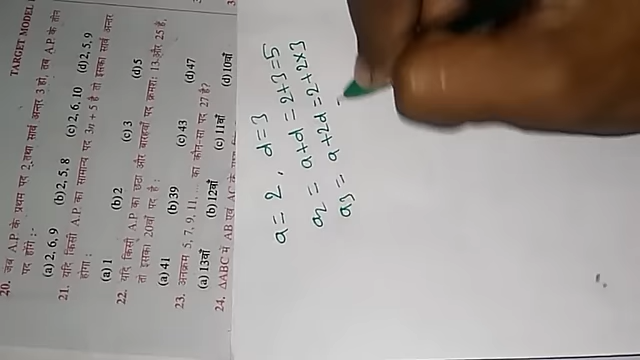 TARGET MODEL
20. जब A.P. के प्रथम पद 2 तथा सार्व अन्तर 3 हो, तब A.P. के तीन
पद होंगे :-
(a) 2, 6, 9 (b) 2, 5, 8 (c) 2, 6, 10 (d) 2, 5, 9
21. यदि किसी A.P. का सामान्य पद 3n + 5 है तो इसका सार्व अन्तर
होगा :
(a) 1 (b) 2 (c) 3 (d) 5
22. यदि किसी A.P. का छठा और बारहवाँ पद क्रमशः 13 और 25 है,
तो इसका 20वाँ पद है :
(a) 41 (b) 39 (c) 43 (d) 47
23. अनुक्रम 5, 7, 9, 11, ... का कौन-सा पद 27 है?
(a) 13वाँ (b) 12वाँ (c) 11वाँ (d) 10वाँ
24. ΔABC में AB एवं AC के
a = 2, d = 3
a2 = a+d = 2+3=5
a3 = a+2d = 2+2×3
=